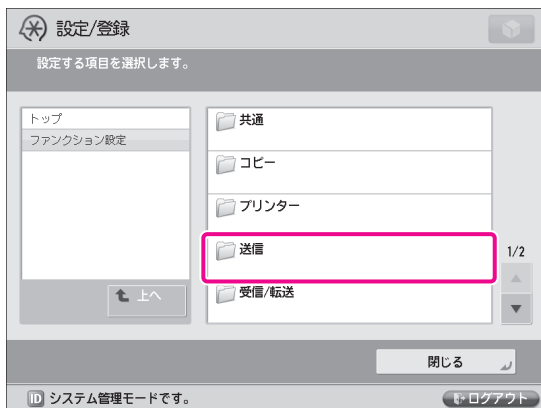 設定/登録
設定する項目を選択します。
トップ
ファンクション設定
共通
コピー
プリンター
送信
受信/転送
1/2
上へ
閉じる
ID システム管理モードです。
ログアウト